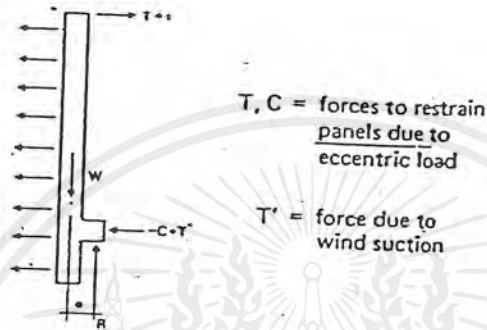 T, C = forces to restrain
panels due to
eccentric load
W
-C+T'
T' = force due to
wind suction
e
R